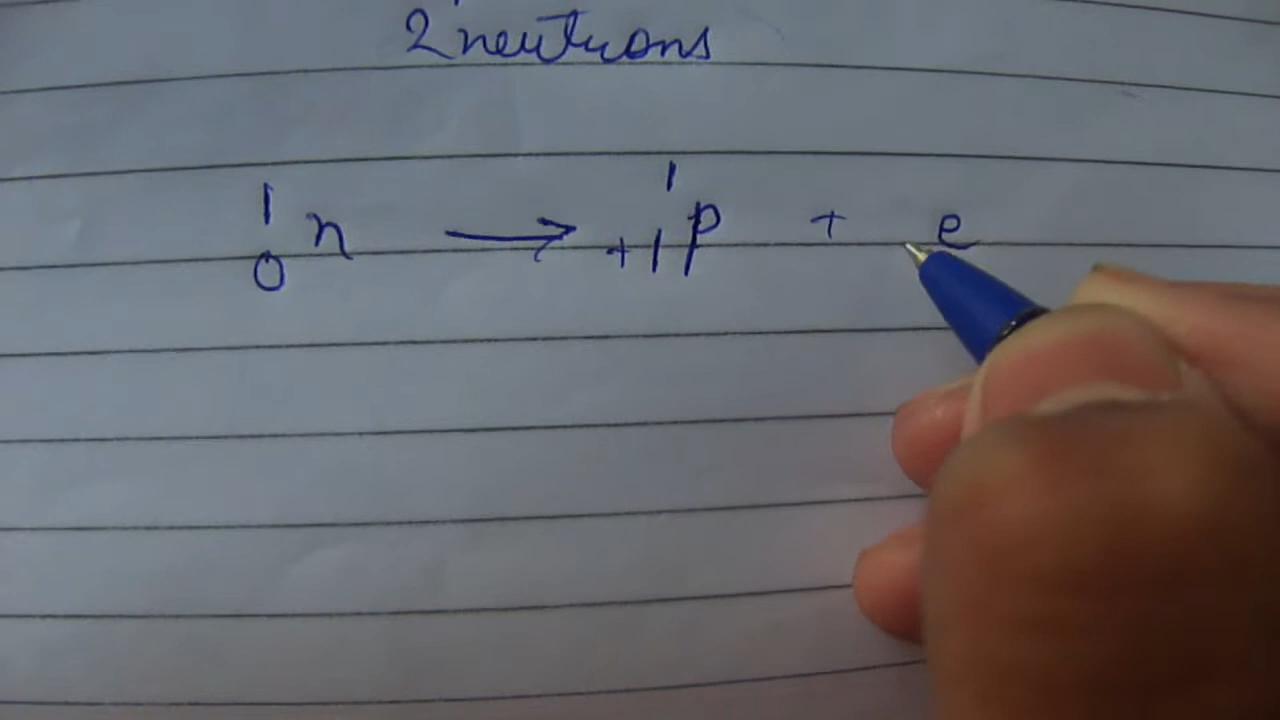 2 neutrons
¹₀n → ¹₊₁p + e